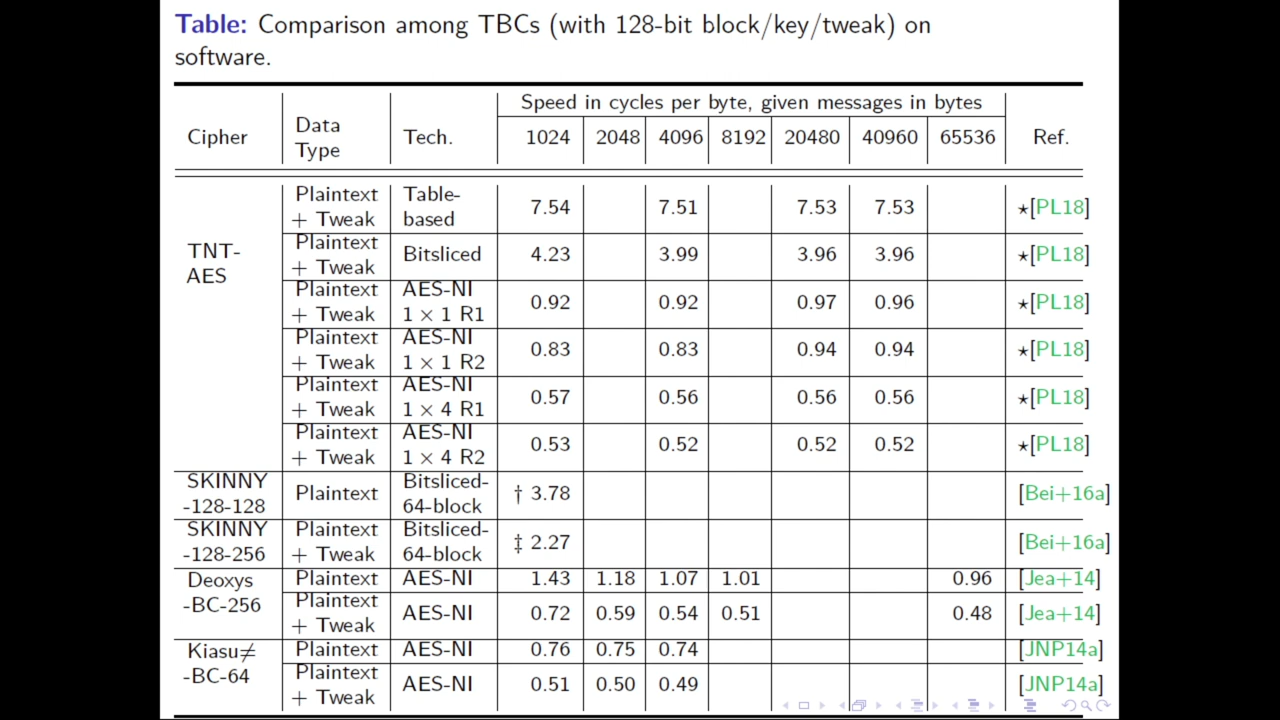 Table: Comparison among TBCs (with 128-bit block/key/tweak) on
software.
Speed in cycles per byte, given messages in bytes
Cipher Data Type Tech. 1024 2048 4096 8192 20480 40960 65536 Ref.
TNT-AES Plaintext + Tweak Table-based 7.54 7.51 7.53 7.53 ⋆[PL18]
Plaintext + Tweak Bitsliced 4.23 3.99 3.96 3.96 ⋆[PL18]
Plaintext + Tweak AES-NI 1 × 1 R1 0.92 0.92 0.97 0.96 ⋆[PL18]
Plaintext + Tweak AES-NI 1 × 1 R2 0.83 0.83 0.94 0.94 ⋆[PL18]
Plaintext + Tweak AES-NI 1 × 4 R1 0.57 0.56 0.56 0.56 ⋆[PL18]
Plaintext + Tweak AES-NI 1 × 4 R2 0.53 0.52 0.52 0.52 ⋆[PL18]
SKINNY-128-128 Plaintext Bitsliced-64-block † 3.78 [Bei+16a]
SKINNY-128-256 Plaintext + Tweak Bitsliced-64-block ‡ 2.27 [Bei+16a]
Deoxys-BC-256 Plaintext AES-NI 1.43 1.18 1.07 1.01 0.96 [Jea+14]
Plaintext + Tweak AES-NI 0.72 0.59 0.54 0.51 0.48 [Jea+14]
Kiasu≠-BC-64 Plaintext AES-NI 0.76 0.75 0.74 [JNP14a]
Plaintext + Tweak AES-NI 0.51 0.50 0.49 [JNP14a]